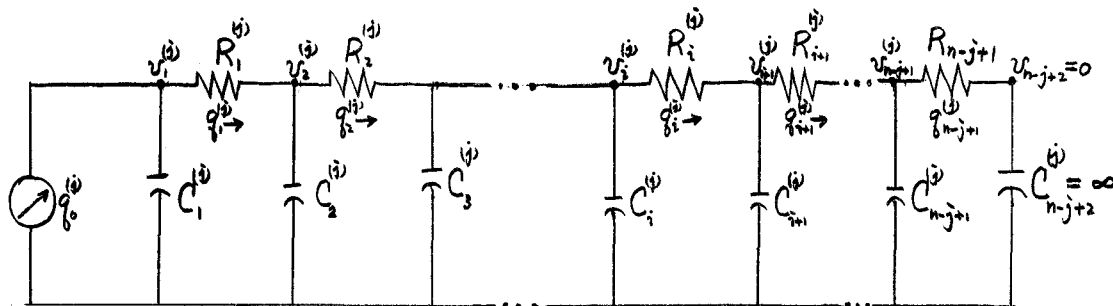 R_1^{(j)} R_2^{(j)} R_i^{(j)} R_{i+1}^{(j)} R_{n-j+1}
v_1^{(j)} v_2^{(j)} v_i^{(j)} v_{i+1}^{(j)} v_{n-j+1}^{(j)} v_{n-j+2}=0
q_1^{(j)} q_2^{(j)} q_i^{(j)} q_{i+1}^{(j)} q_{n-j+1}^{(j)}
q_0^{(j)} C_1^{(j)} C_2^{(j)} C_3^{(j)} C_i^{(j)} C_{i+1}^{(j)} C_{n-j+1}^{(j)} C_{n-j+2}^{(j)}=∞